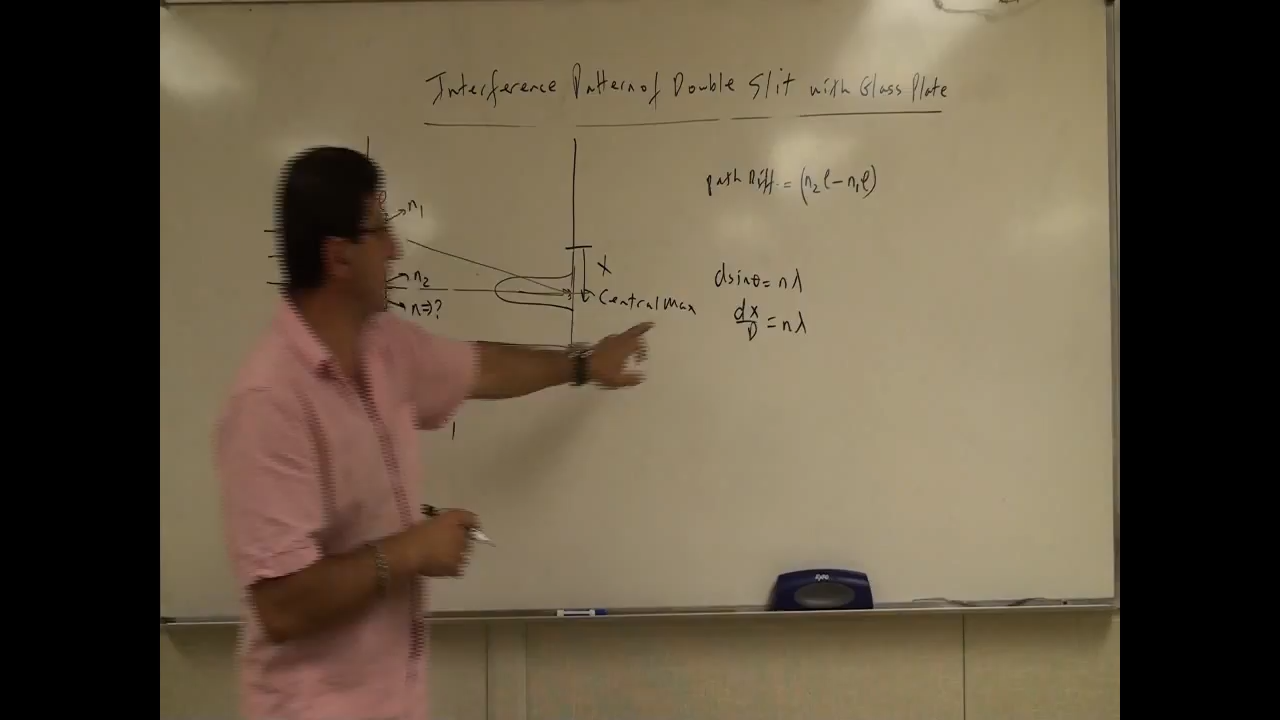 Interference Pattern of Double Slit with Glass Plate
path Diff. = (n₂ℓ - n₁ℓ)
n₁
x
dsinθ = nλ
n₂
Central Max
n⇒?
dx/D = nλ
EXPO